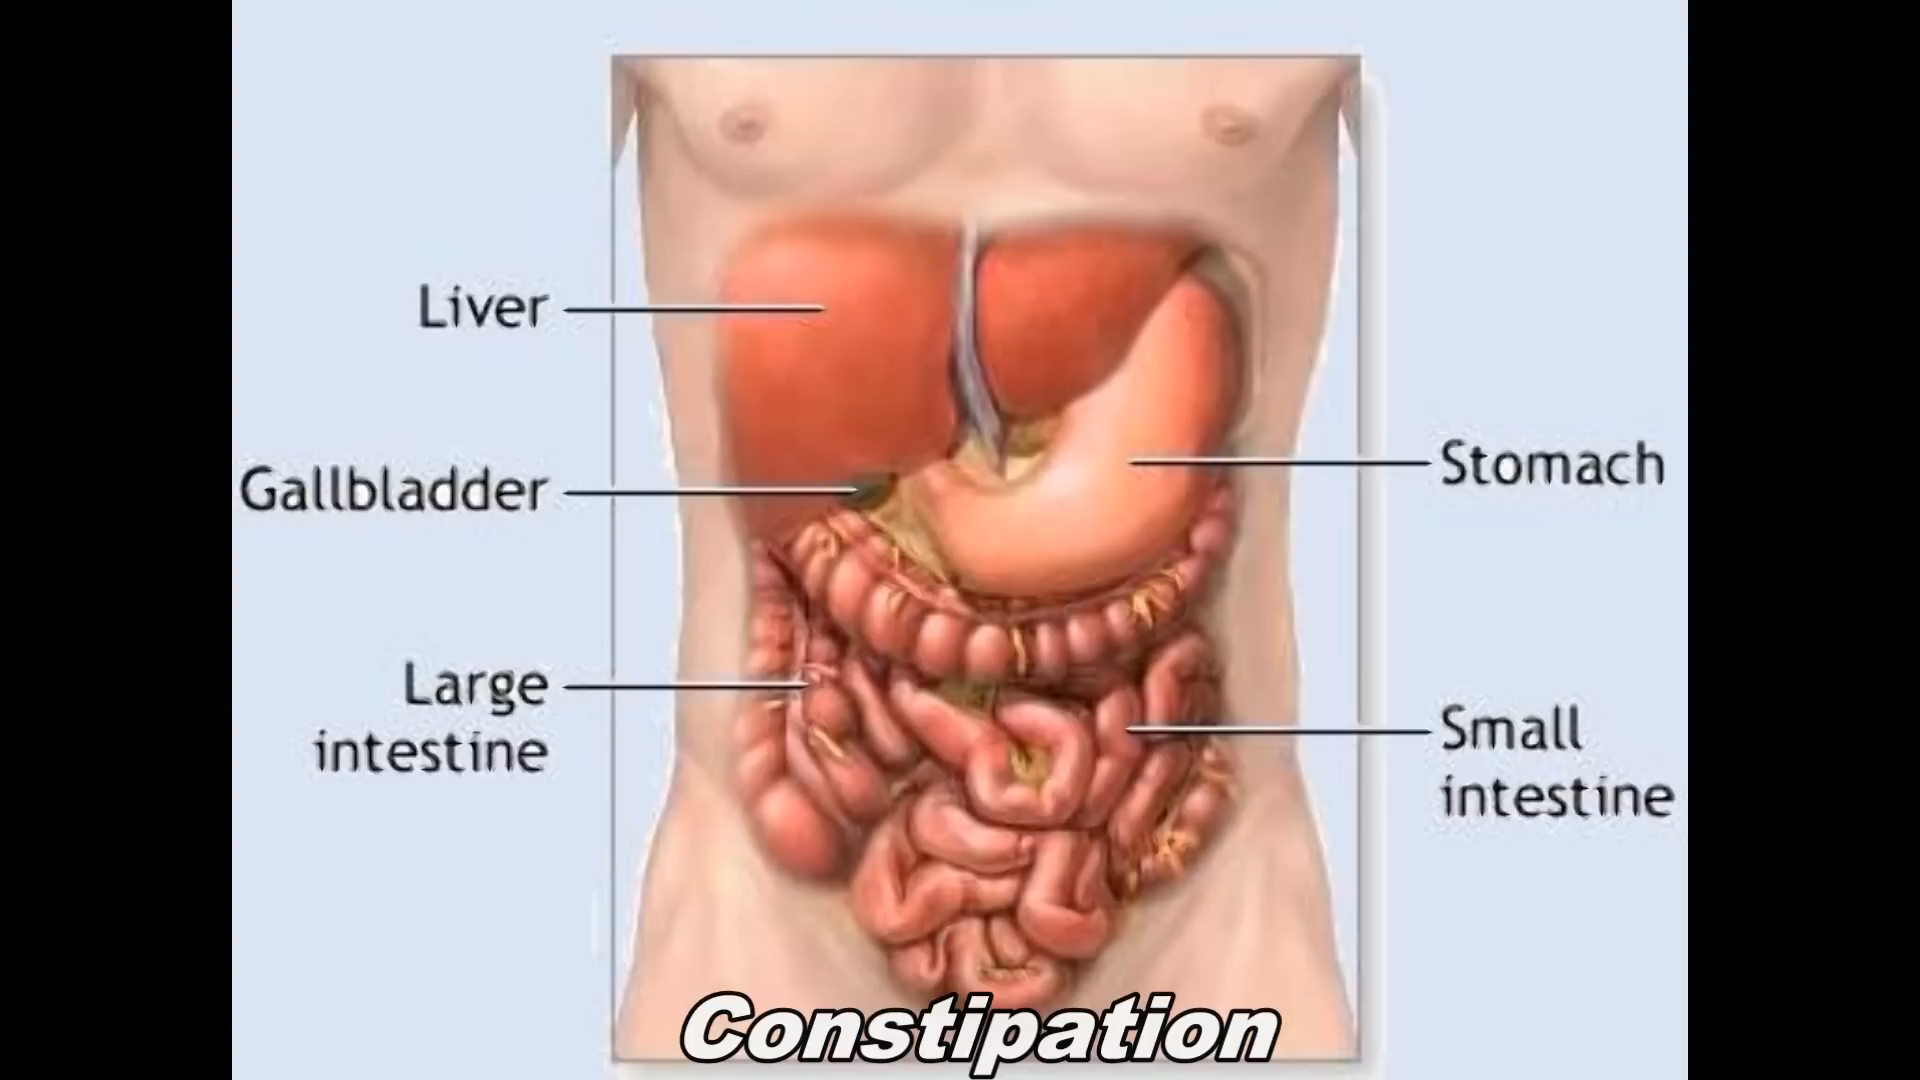 Liver
Gallbladder
Large
intestine
Stomach
Small
intestine
Constipation